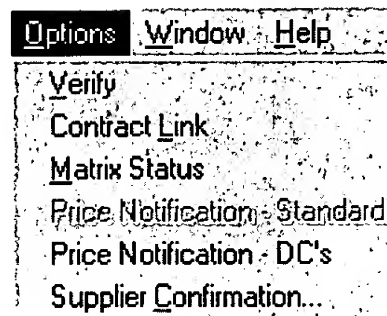 Options Window Help
Verify
Contract Link
Matrix Status
Price Notification - Standard
Price Notification - DC's
Supplier Confirmation...